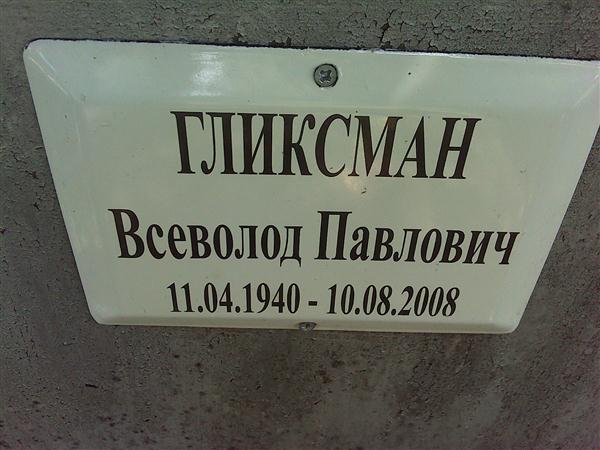 ГЛИКСМАН
Всеволод Павлович
11.04.1940 - 10.08.2008